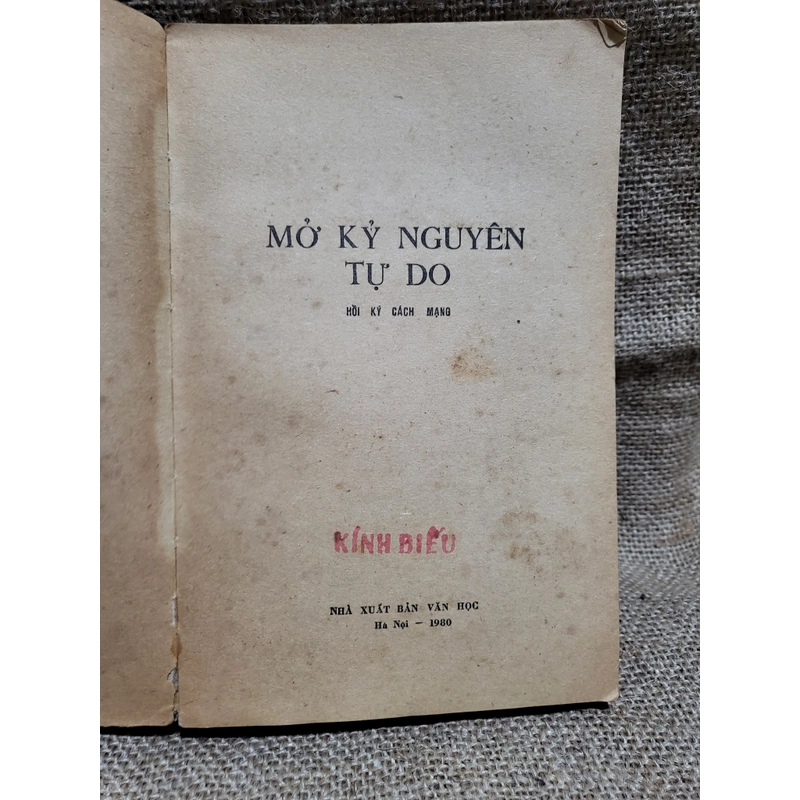 MỞ KỶ NGUYÊN
TỰ DO
HỒI KÝ CÁCH MẠNG
KÍNH BIẾU
NHÀ XUẤT BẢN VĂN HỌC
Hà Nội — 1980